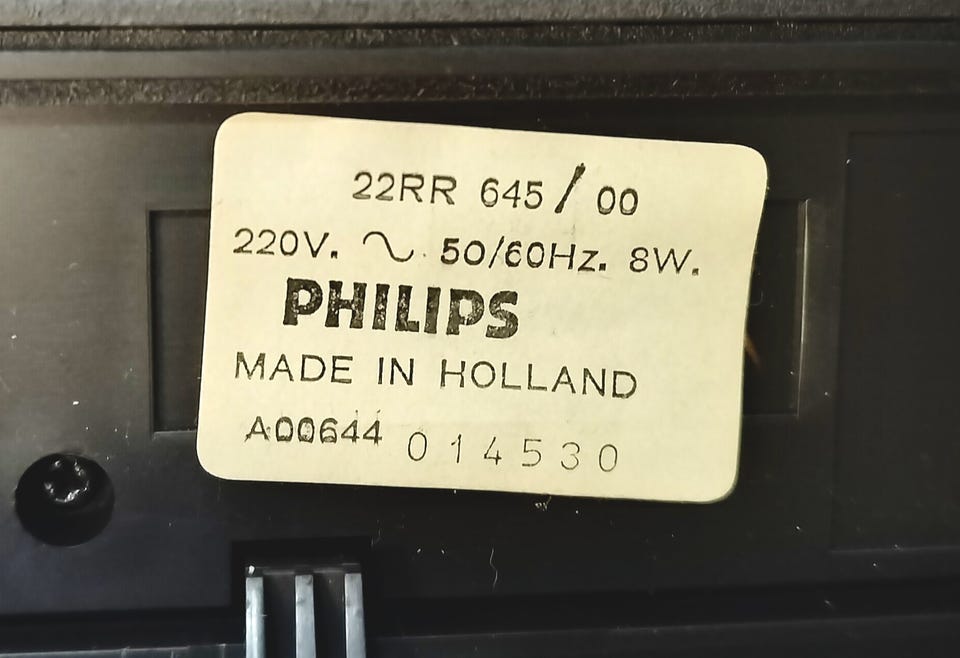 22RR 645/00
220V. ~ 50/60Hz. 8W.
PHILIPS
MADE IN HOLLAND
A00644 014530